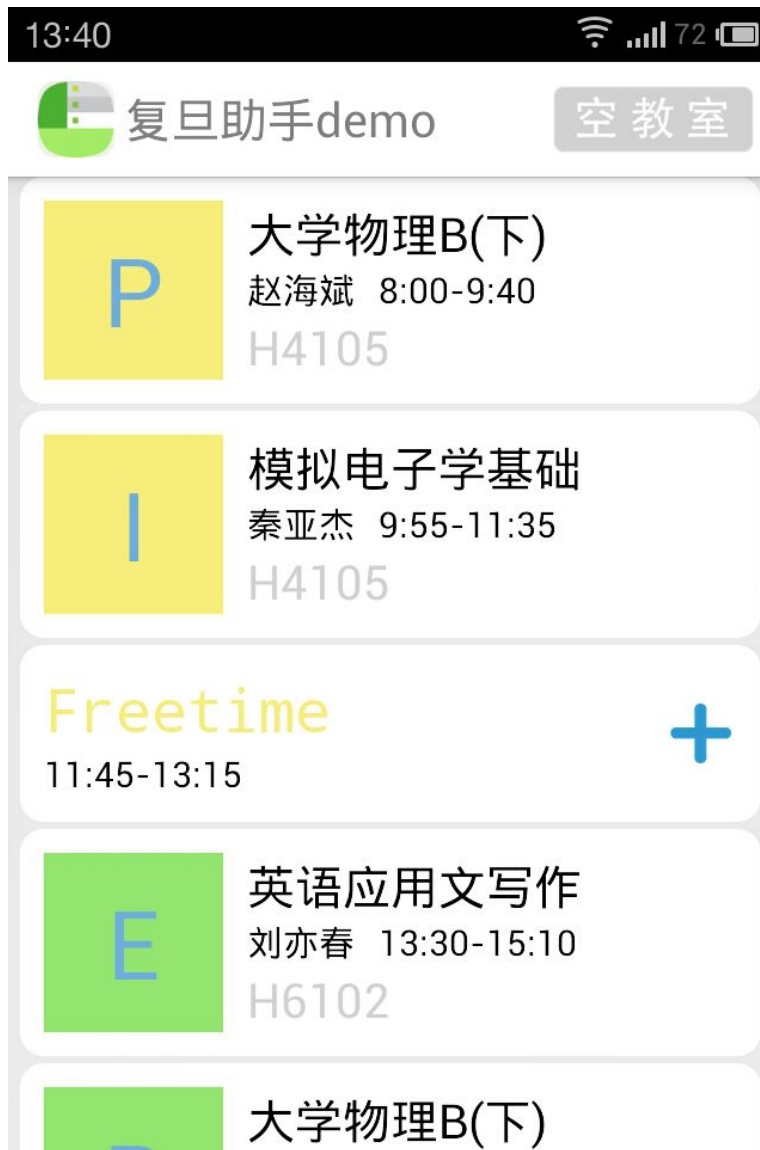 13:40 72
复旦助手demo 空教室
P
大学物理B(下)
赵海斌 8:00-9:40
H4105
I
模拟电子学基础
秦亚杰 9:55-11:35
H4105
Freetime
11:45-13:15
E
英语应用文写作
刘亦春 13:30-15:10
H6102
大学物理B(下)